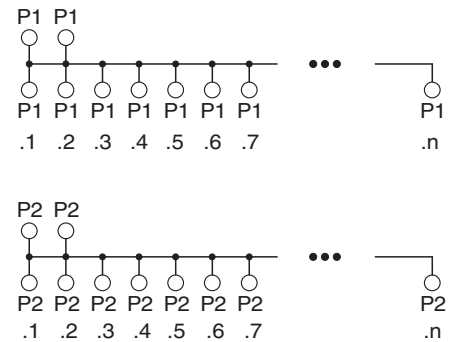 P1 P1
P1 P1 P1 P1 P1 P1 P1 P1
.1 .2 .3 .4 .5 .6 .7 .n
P2 P2
P2 P2 P2 P2 P2 P2 P2 P2
.1 .2 .3 .4 .5 .6 .7 .n